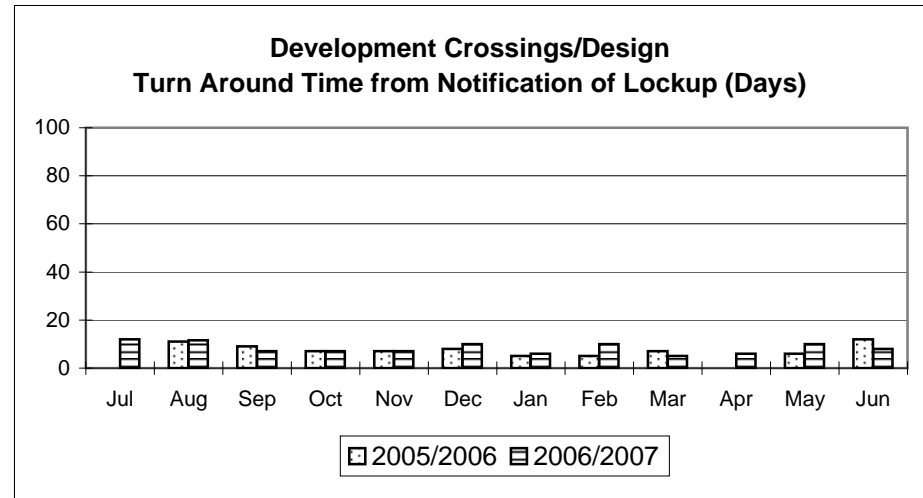 Development Crossings/Design
Turn Around Time from Notification of Lockup (Days)
100
80
60
40
20
0
Jul Aug Sep Oct Nov Dec Jan Feb Mar Apr May Jun
2005/2006 2006/2007